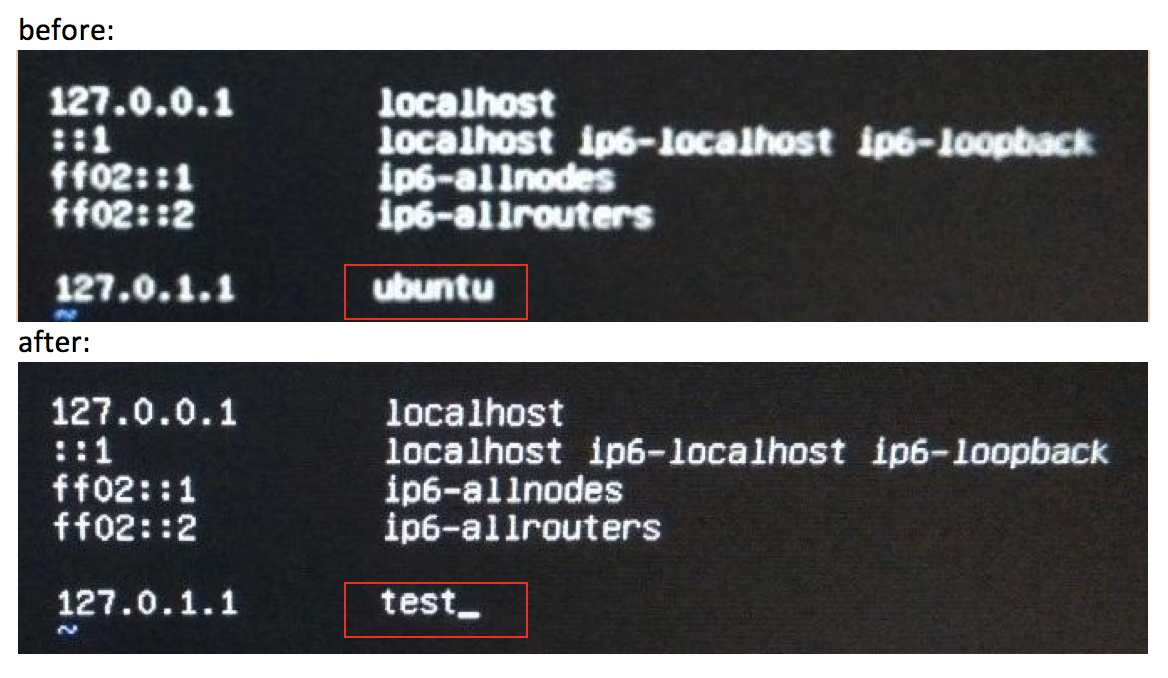 before:
127.0.0.1 localhost
::1 localhost ip6-localhost ip6-loopback
ff02::1 ip6-allnodes
ff02::2 ip6-allrouters
127.0.1.1 ubuntu
~
after:
127.0.0.1 localhost
::1 localhost ip6-localhost ip6-loopback
ff02::1 ip6-allnodes
ff02::2 ip6-allrouters
127.0.1.1 test_
~